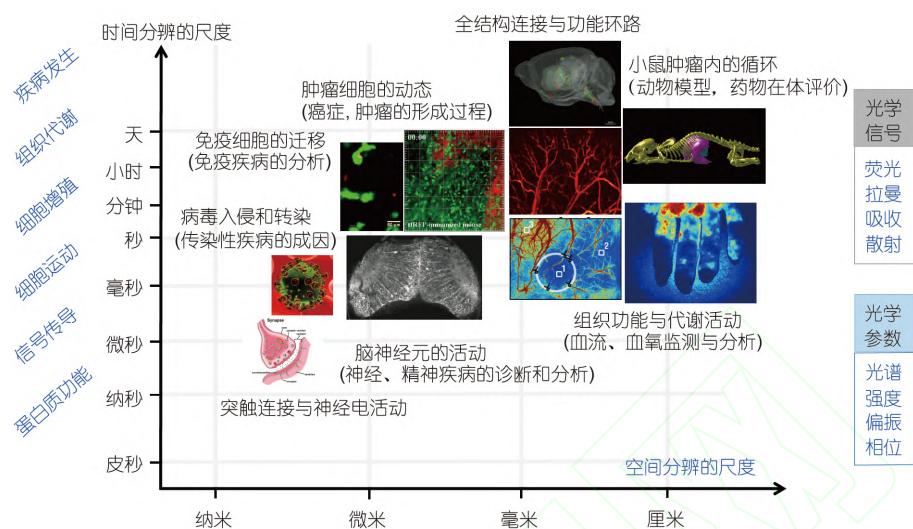 时间分辨的尺度
全结构连接与功能环路
疾病发生
组织代谢
细胞增殖
细胞运动
信号传导
蛋白质功能
天
小时
分钟
秒
毫秒
微秒
纳秒
皮秒
肿瘤细胞的动态
(癌症, 肿瘤的形成过程)
小鼠肿瘤内的循环
(动物模型, 药物在体评价)
免疫细胞的迁移
(免疫疾病的分析)
00.00
病毒入侵和转染
(传染性疾病的成因)
2
1
Synapse
脑神经元的活动
(神经、精神疾病的诊断和分析)
组织功能与代谢活动
(血流、血氧监测与分析)
突触连接与神经电活动
空间分辨的尺度
纳米
微米
毫米
厘米
光学
信号
荧光
拉曼
吸收
散射
光学
参数
光谱
强度
偏振
相位